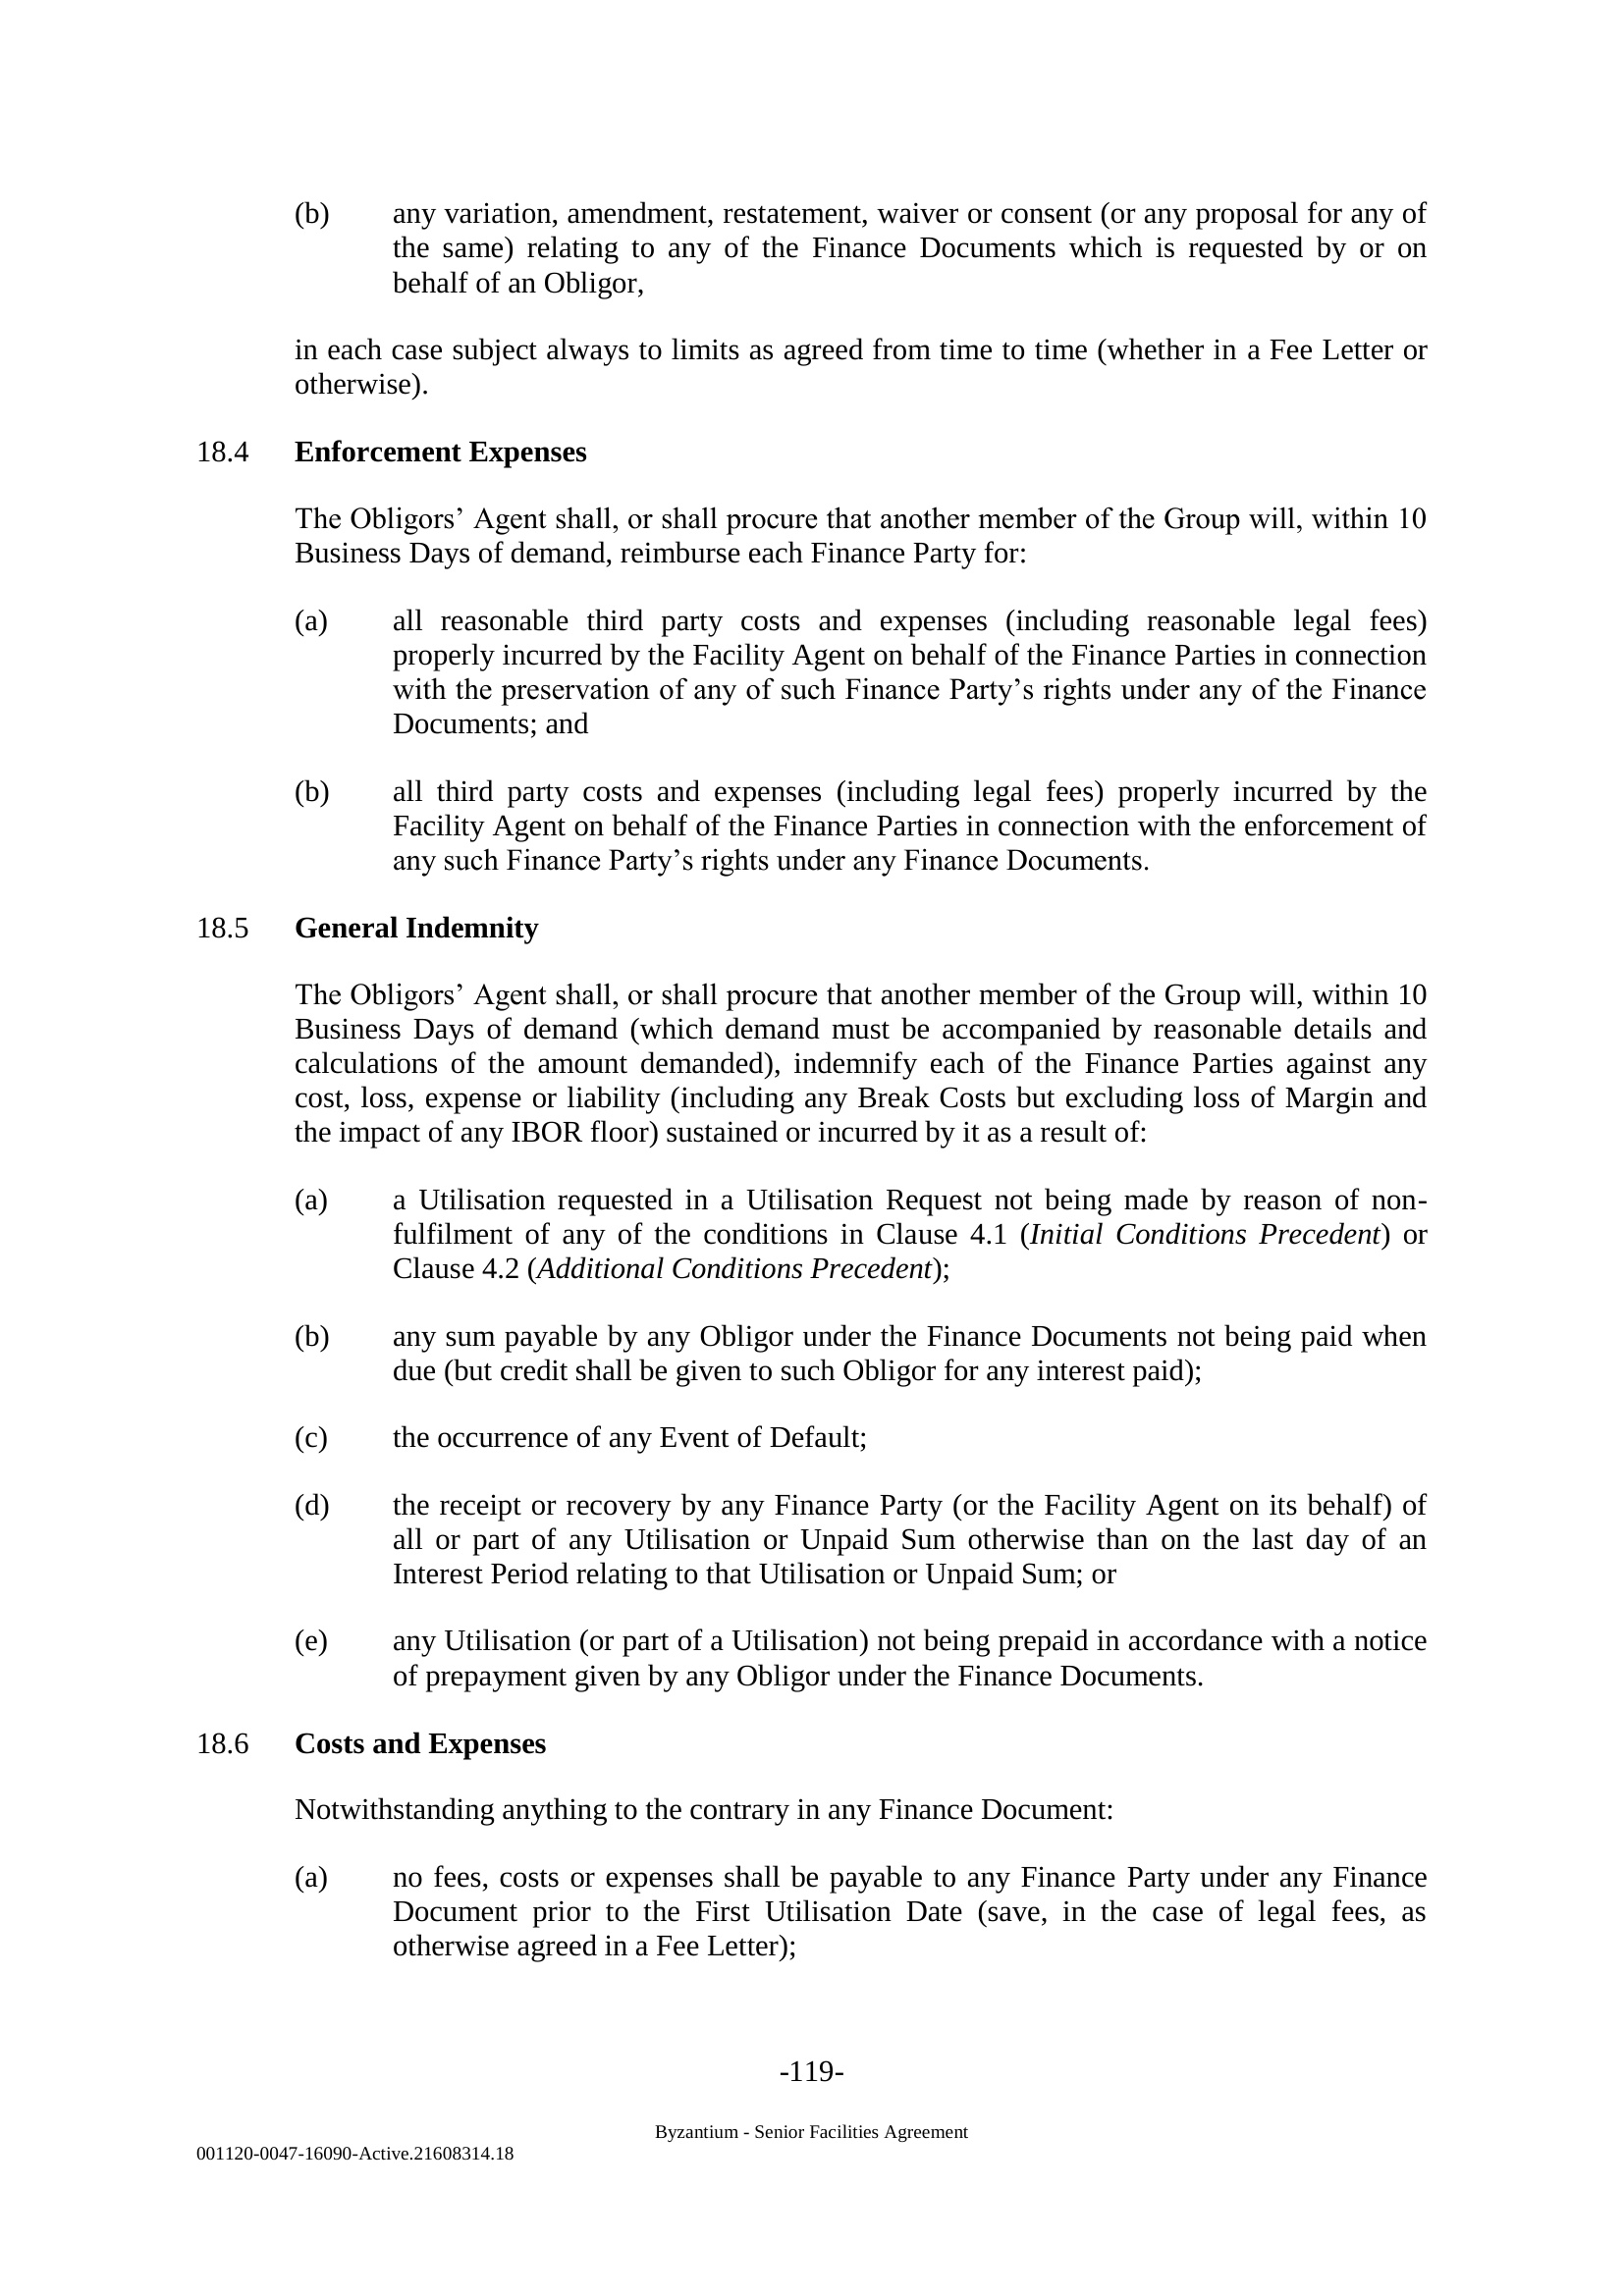 (b) any variation, amendment, restatement, waiver or consent (or any proposal for any of
the same) relating to any of the Finance Documents which is requested by or on
behalf of an Obligor,
in each case subject always to limits as agreed from time to time (whether in a Fee Letter or
otherwise).
18.4 Enforcement Expenses
The Obligors’ Agent shall, or shall procure that another member of the Group will, within 10
Business Days of demand, reimburse each Finance Party for:
(a) all reasonable third party costs and expenses (including reasonable legal fees)
properly incurred by the Facility Agent on behalf of the Finance Parties in connection
with the preservation of any of such Finance Party’s rights under any of the Finance
Documents; and
(b) all third party costs and expenses (including legal fees) properly incurred by the
Facility Agent on behalf of the Finance Parties in connection with the enforcement of
any such Finance Party’s rights under any Finance Documents.
18.5 General Indemnity
The Obligors’ Agent shall, or shall procure that another member of the Group will, within 10
Business Days of demand (which demand must be accompanied by reasonable details and
calculations of the amount demanded), indemnify each of the Finance Parties against any
cost, loss, expense or liability (including any Break Costs but excluding loss of Margin and
the impact of any IBOR floor) sustained or incurred by it as a result of:
(a) a Utilisation requested in a Utilisation Request not being made by reason of non-
fulfilment of any of the conditions in Clause 4.1 (Initial Conditions Precedent) or
Clause 4.2 (Additional Conditions Precedent);
(b) any sum payable by any Obligor under the Finance Documents not being paid when
due (but credit shall be given to such Obligor for any interest paid);
(c) the occurrence of any Event of Default;
(d) the receipt or recovery by any Finance Party (or the Facility Agent on its behalf) of
all or part of any Utilisation or Unpaid Sum otherwise than on the last day of an
Interest Period relating to that Utilisation or Unpaid Sum; or
(e) any Utilisation (or part of a Utilisation) not being prepaid in accordance with a notice
of prepayment given by any Obligor under the Finance Documents.
18.6 Costs and Expenses
Notwithstanding anything to the contrary in any Finance Document:
(a) no fees, costs or expenses shall be payable to any Finance Party under any Finance
Document prior to the First Utilisation Date (save, in the case of legal fees, as
otherwise agreed in a Fee Letter);
-119-
Byzantium - Senior Facilities Agreement
001120-0047-16090-Active.21608314.18